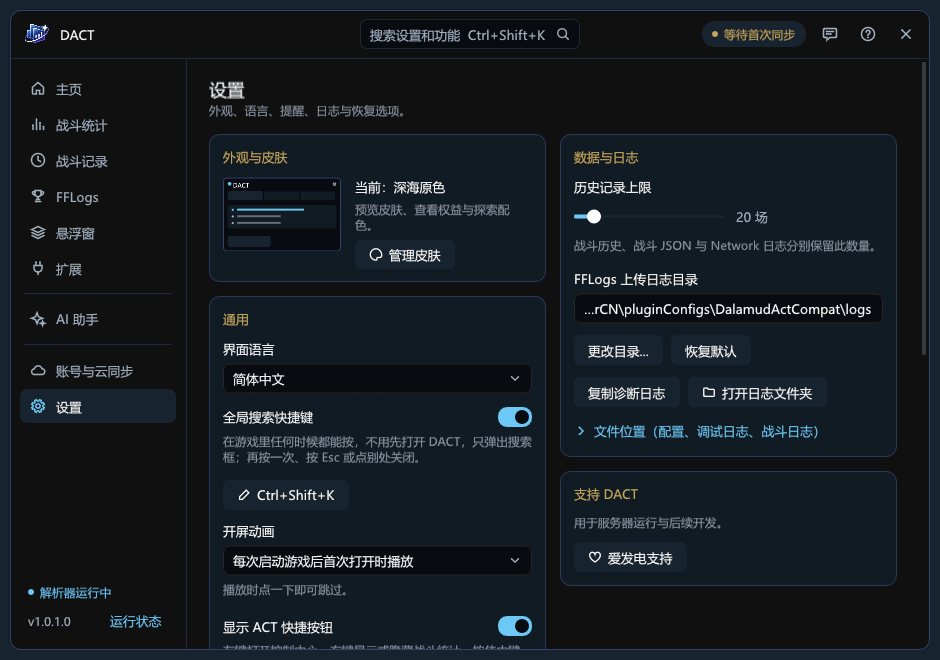 DACT
搜索设置和功能 Ctrl+Shift+K
等待首次同步
主页
战斗统计
战斗记录
FFLogs
悬浮窗
扩展
AI 助手
账号与云同步
设置
解析器运行中
v1.0.1.0 运行状态
设置
外观、语言、提醒、日志与恢复选项。
外观与皮肤
DACT
当前：深海原色
预览皮肤、查看权益与探索配
色。
管理皮肤
通用
界面语言
简体中文
全局搜索快捷键
在游戏里任何时候都能按，不用先打开 DACT，只弹出搜索
框；再按一次、按 Esc 或点别处关闭。
Ctrl+Shift+K
开屏动画
每次启动游戏后首次打开时播放
播放时点一下即可跳过。
显示 ACT 快捷按钮
数据与日志
历史记录上限
20 场
战斗历史、战斗 JSON 与 Network 日志分别保留此数量。
FFLogs 上传日志目录
...rCN\pluginConfigs\DalamudActCompat\logs
更改目录... 恢复默认
复制诊断日志 打开日志文件夹
文件位置（配置、调试日志、战斗日志）
支持 DACT
用于服务器运行与后续开发。
爱发电支持